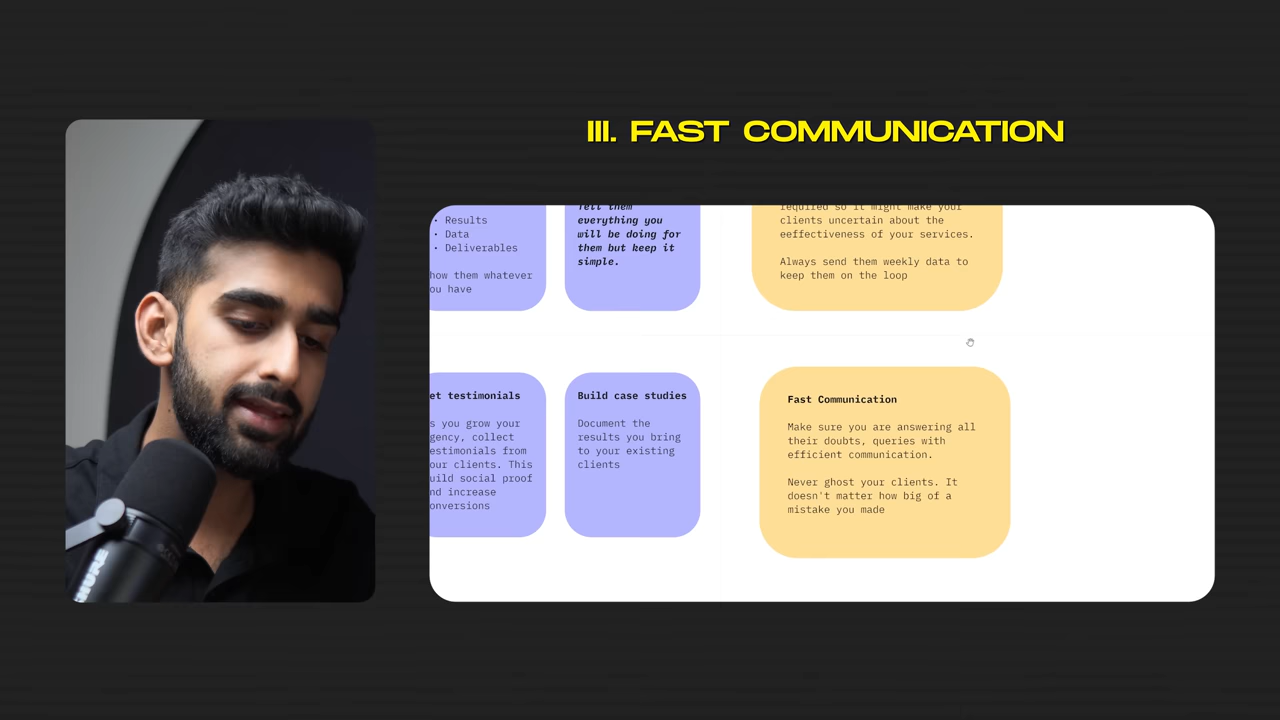 III. FAST COMMUNICATION
• Results
• Data
• Deliverables
how them whatever
ou have
Tell them
everything you
will be doing for
them but keep it
simple.
required so it might make your
clients uncertain about the
eeffectiveness of your services.
Always send them weekly data to
keep them on the loop
et testimonials
s you grow your
gency, collect
estimonials from
our clients. This
uild social proof
nd increase
onversions
Build case studies
Document the
results you bring
to your existing
clients
Fast Communication
Make sure you are answering all
their doubts, queries with
efficient communication.
Never ghost your clients. It
doesn't matter how big of a
mistake you made